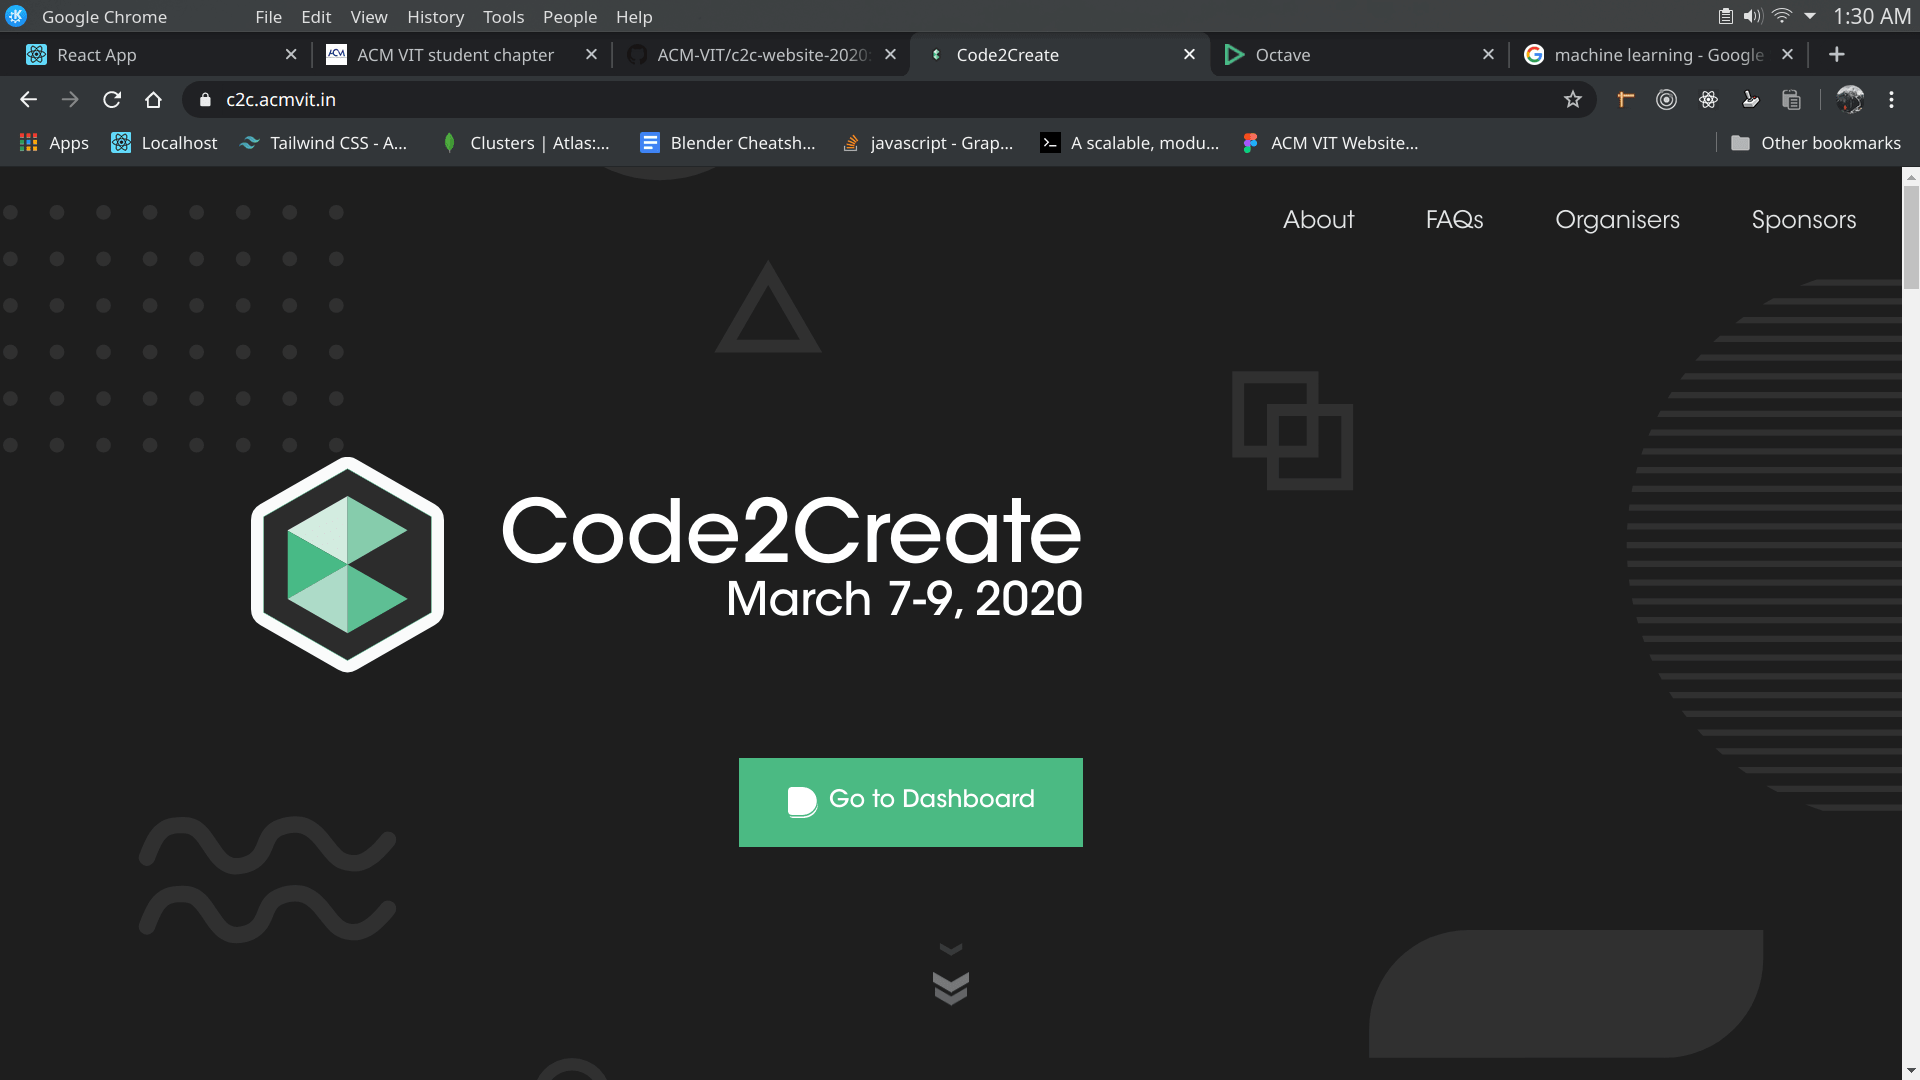 Google Chrome File Edit View History Tools People Help 1:30 AM
React App ACM VIT student chapter ACM-VIT/c2c-website-2020: Code2Create Octave machine learning - Google
c2c.acmvit.in
Apps Localhost Tailwind CSS - A... Clusters | Atlas:... Blender Cheatsh... javascript - Grap... A scalable, modu... ACM VIT Website... Other bookmarks
About FAQs Organisers Sponsors
Code2Create
March 7-9, 2020
Go to Dashboard